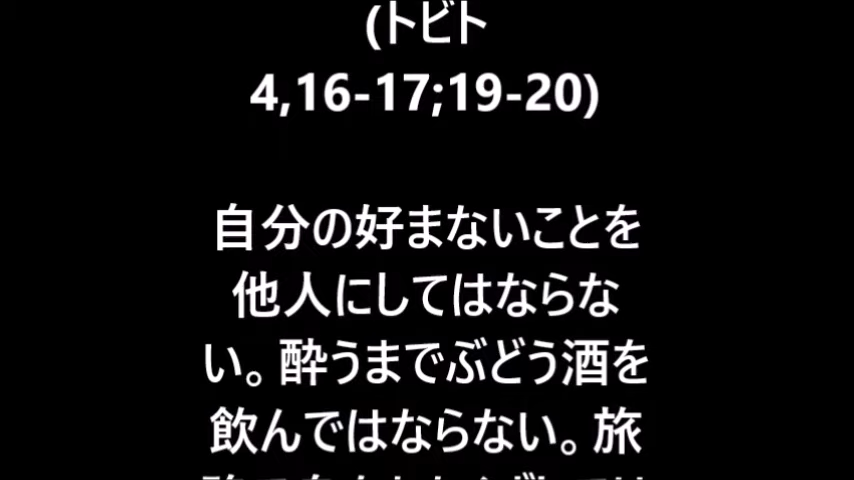 (トビト
4,16-17;19-20)
自分の好まないことを
他人にしてはならな
い。酔うまでぶどう酒を
飲んではならない。旅